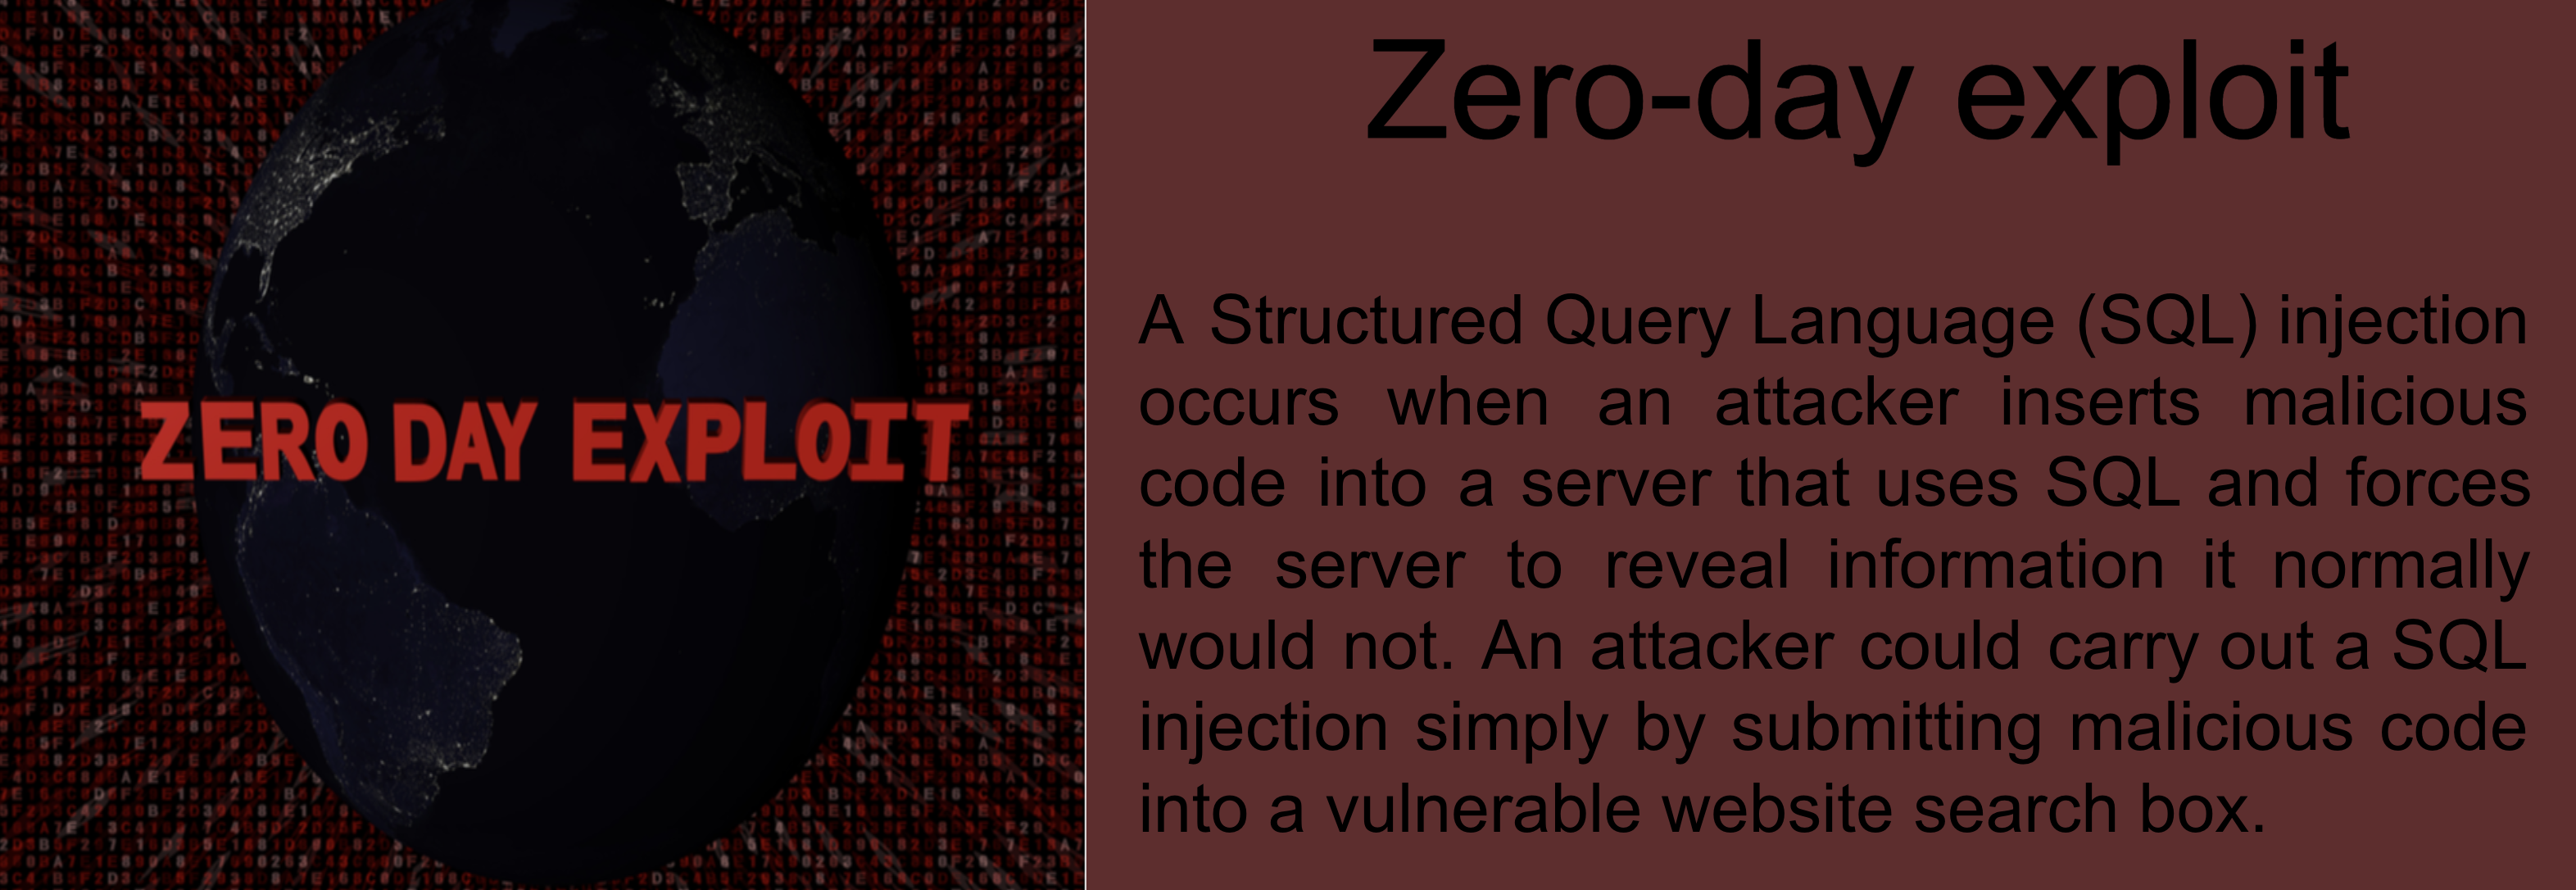 ZERO DAY EXPLOIT
Zero-day exploit
A Structured Query Language (SQL) injection
occurs when an attacker inserts malicious
code into a server that uses SQL and forces
the server to reveal information it normally
would not. An attacker could carry out a SQL
injection simply by submitting malicious code
into a vulnerable website search box.